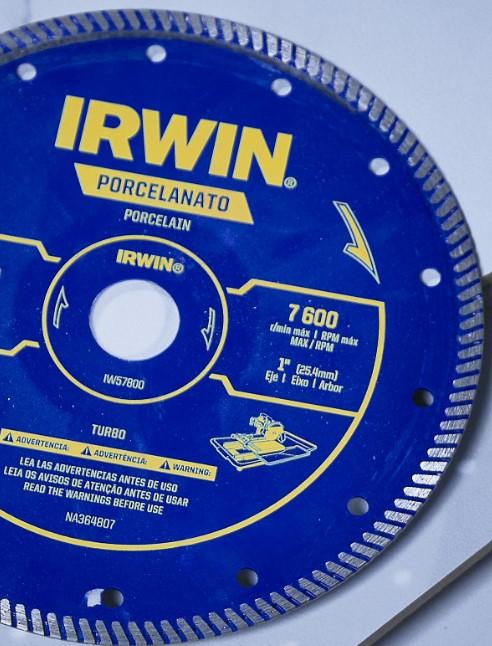 IRWIN®
PORCELANATO
PORCELAIN
IRWIN®
IW57800
7 600
r/min máx | RPM máx
MAX / RPM
1" (25,4mm)
Eje | Eixo | Arbor
TURBO
ADVERTENCIA: ADVERTÊNCIA: WARNING:
LEA LAS ADVERTENCIAS ANTES DE USO
LEIA OS AVISOS DE ATENÇÃO ANTES DE USAR
READ THE WARNINGS BEFORE USE
NA364807